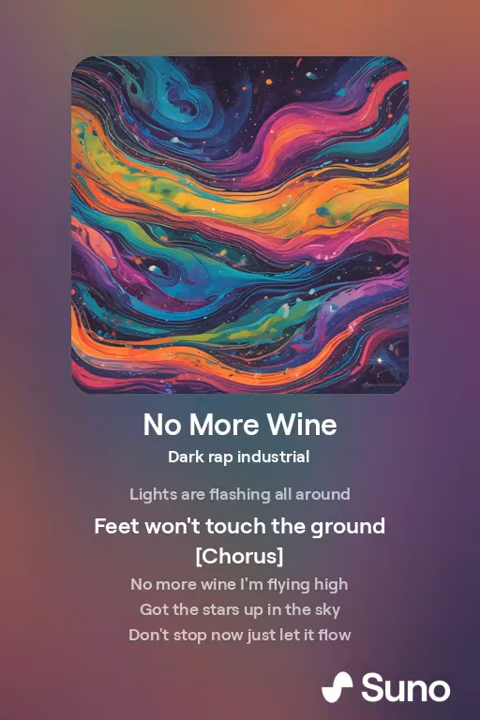 No More Wine
Dark rap industrial
Lights are flashing all around
Feet won't touch the ground
[Chorus]
No more wine I'm flying high
Got the stars up in the sky
Don't stop now just let it flow
Suno